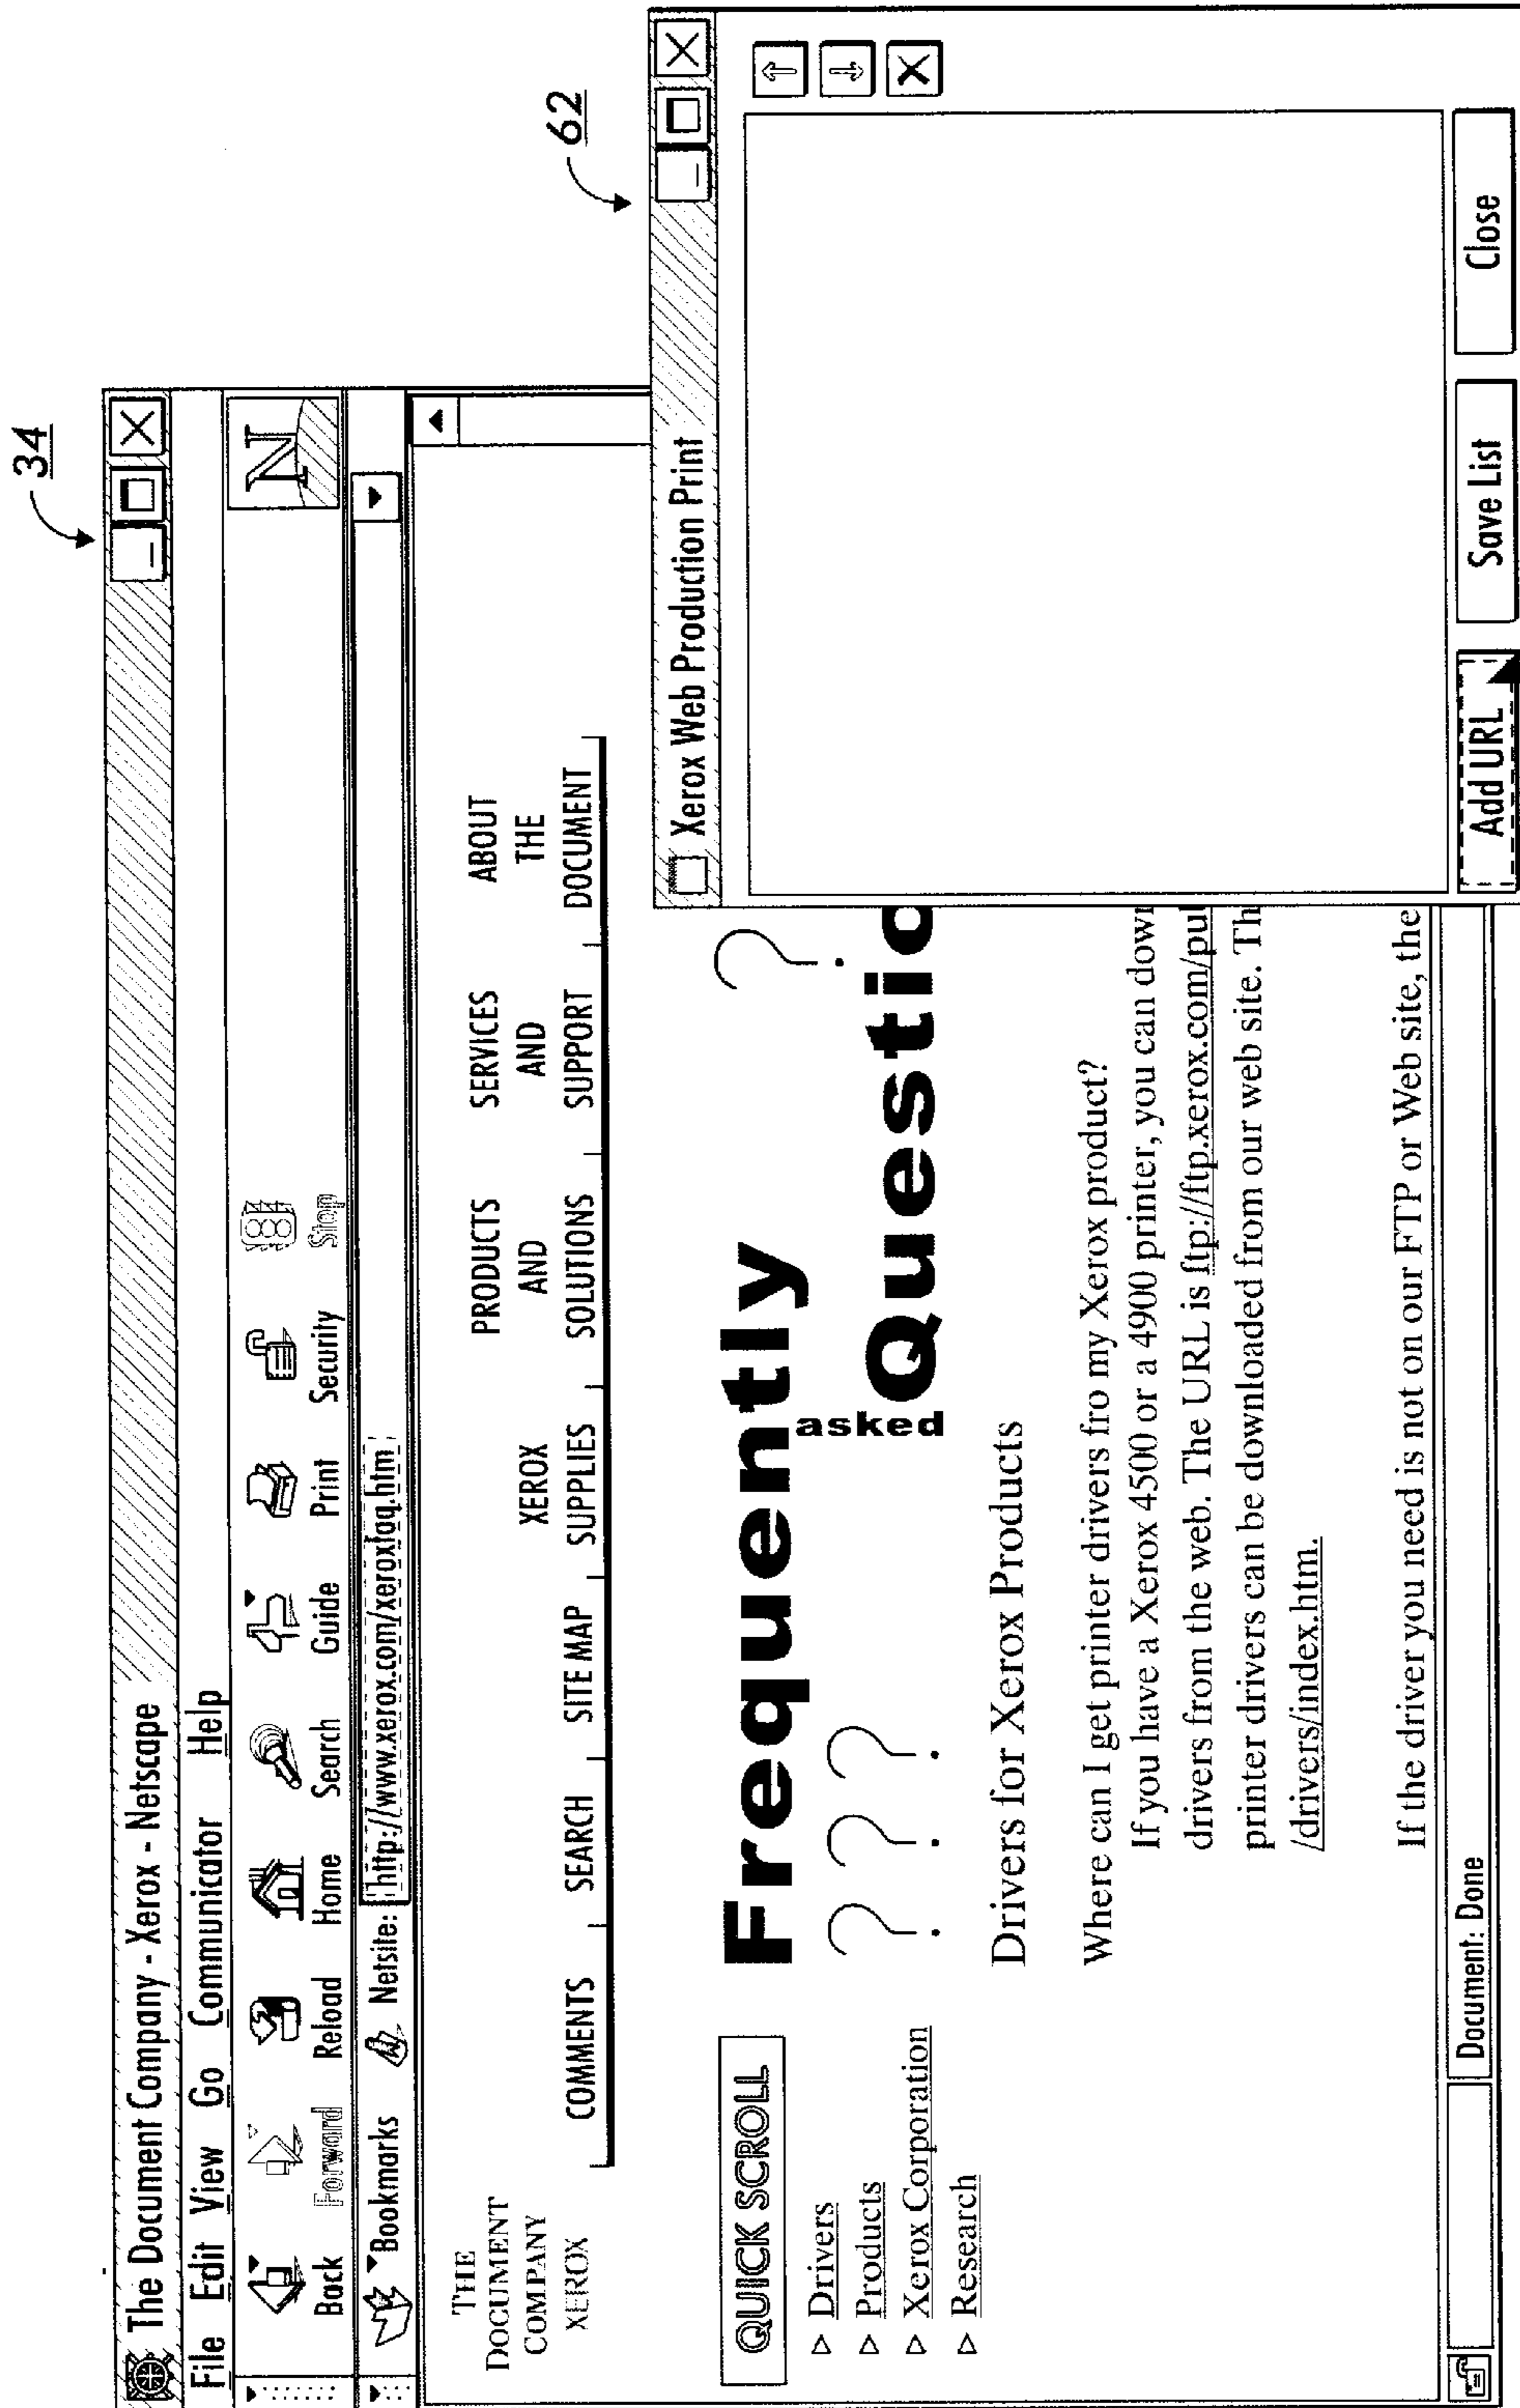 34
The Document Company - Xerox - Netscape
File Edit View Go Communicator Help
N
Back Forward Reload Home Search Guide Print Security Stop
Bookmarks Netsite: http://www.xerox.com/xeroxfaq.htm
THE
DOCUMENT
COMPANY
XEROX
COMMENTS SEARCH SITE MAP XEROX SUPPLIES PRODUCTS AND SOLUTIONS SERVICES AND SUPPORT ABOUT THE DOCUMENT
QUICK SCROLL
Drivers
Products
Xerox Corporation
Research
? ? ? Frequently ?
asked Questio
Drivers for Xerox Products
Where can I get printer drivers fro my Xerox product?
If you have a Xerox 4500 or a 4900 printer, you can dow
drivers from the web. The URL is ftp://ftp.xerox.com/pu
printer drivers can be downloaded from our web site. Th
/drivers/index.htm.
If the driver you need is not on our FTP or Web site, the
Document: Done
62
Xerox Web Production Print
Add URL Save List Close